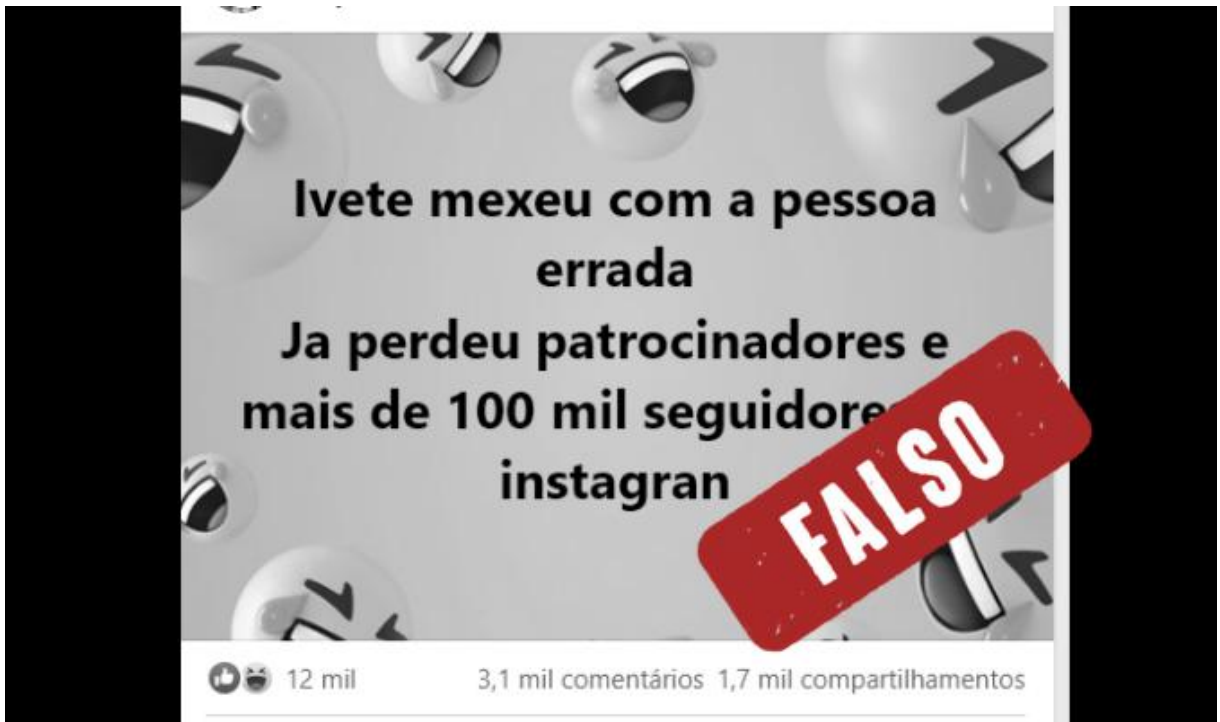 Ivete mexeu com a pessoa
errada
Ja perdeu patrocinadores e
mais de 100 mil seguidore
instagran
FALSO
12 mil
3,1 mil comentários 1,7 mil compartilhamentos